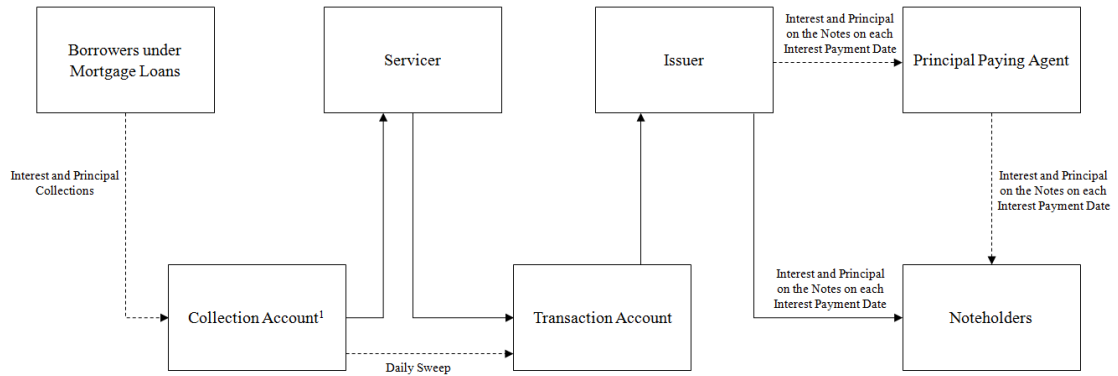 Borrowers under
Mortgage Loans
Servicer
Issuer
Interest and Principal
on the Notes on each
Interest Payment Date
Principal Paying Agent
Interest and Principal
Collections
Interest and Principal
on the Notes on each
Interest Payment Date
Collection Account¹
Daily Sweep
Transaction Account
Interest and Principal
on the Notes on each
Interest Payment Date
Noteholders